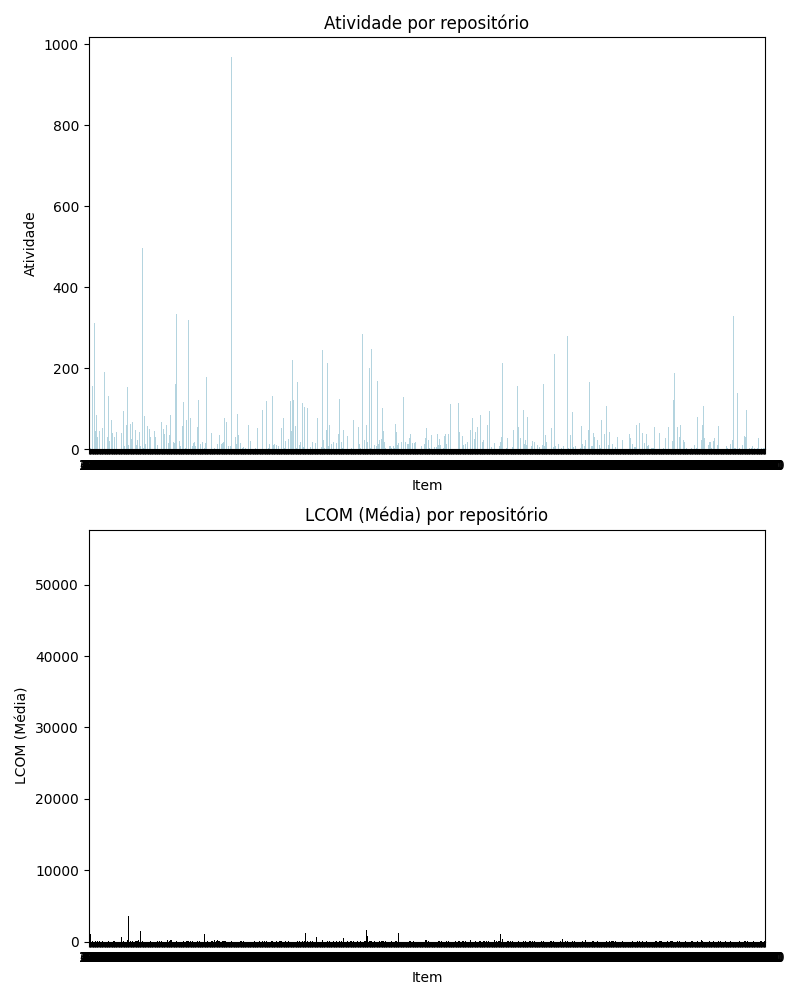 Atividade por repositório
1000
800
600
400
200
0
Atividade
Item
LCOM (Média) por repositório
50000
40000
30000
20000
10000
0
LCOM (Média)
Item